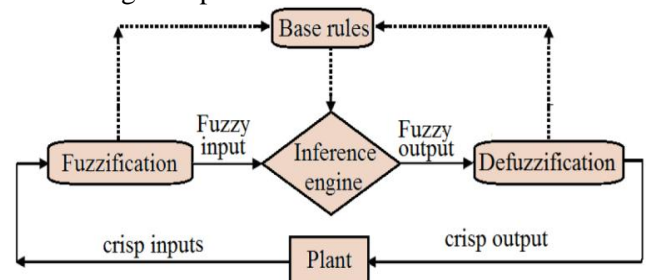 Base rules
Fuzzy
input
Fuzzy
output
Fuzzification
Inference
engine
Defuzzification
crisp inputs
Plant
crisp output